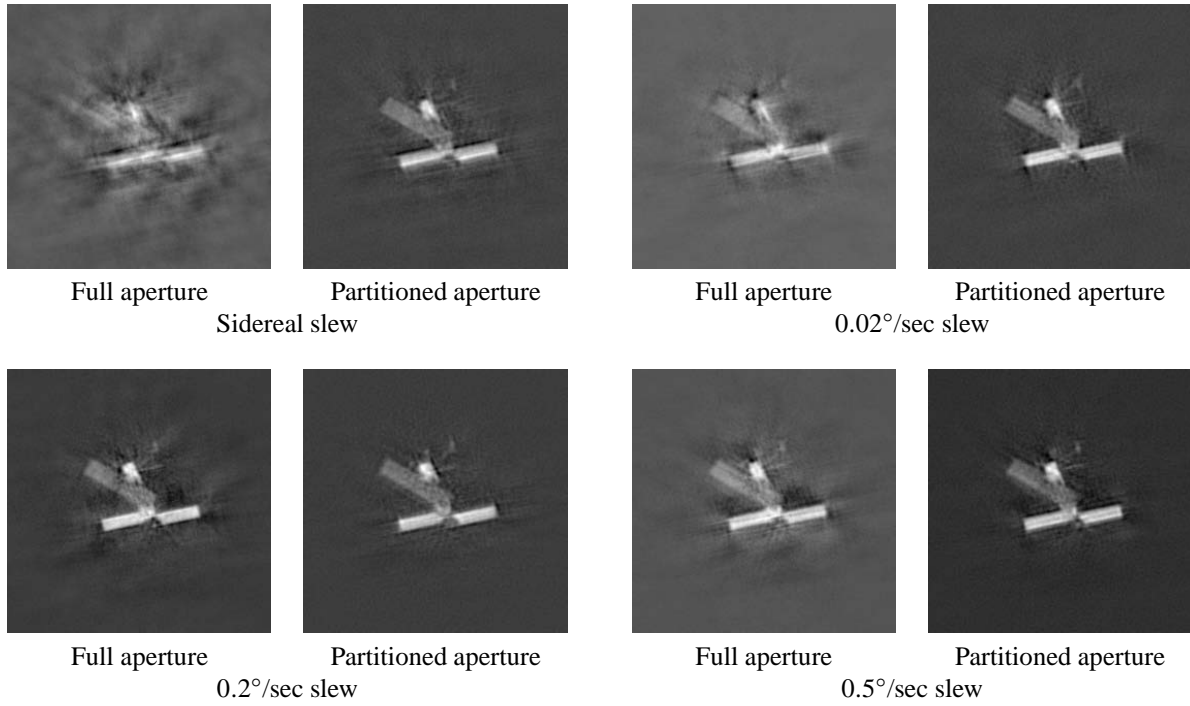 Full aperture Partitioned aperture Full aperture Partitioned aperture
Sidereal slew 0.02°/sec slew
Full aperture Partitioned aperture Full aperture Partitioned aperture
0.2°/sec slew 0.5°/sec slew